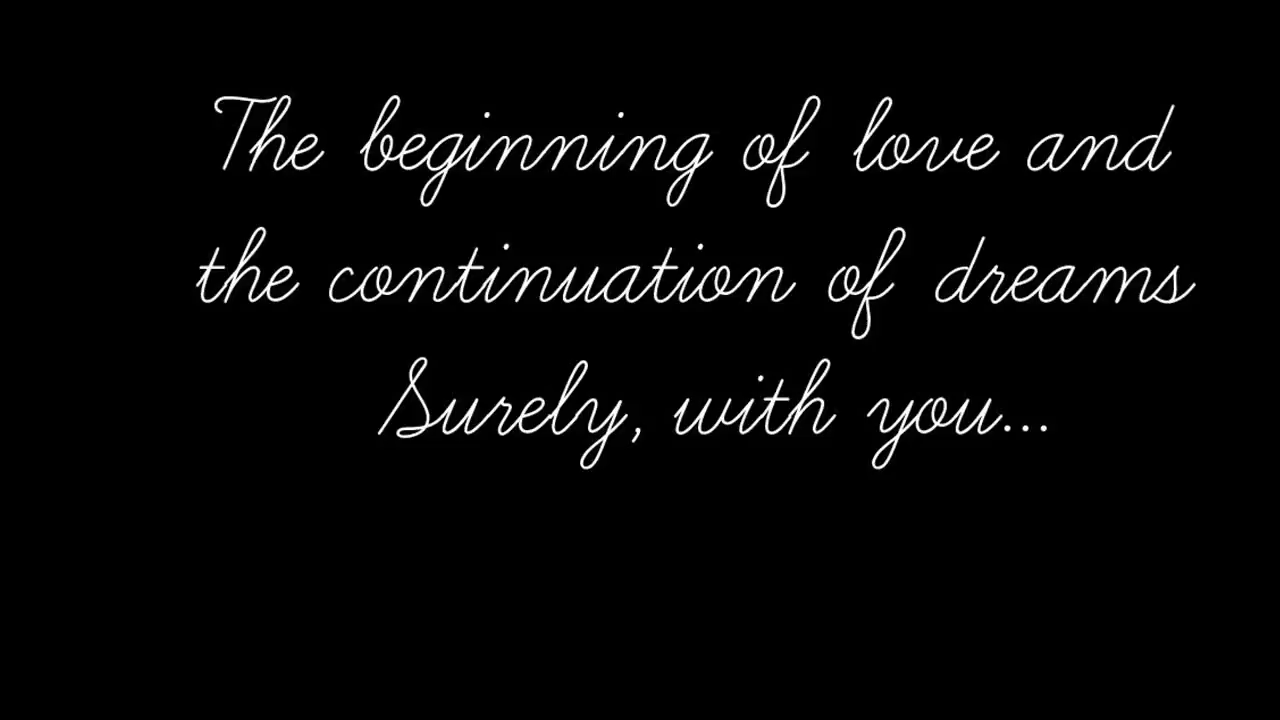 The beginning of love and
the continuation of dreams
Surely, with you...